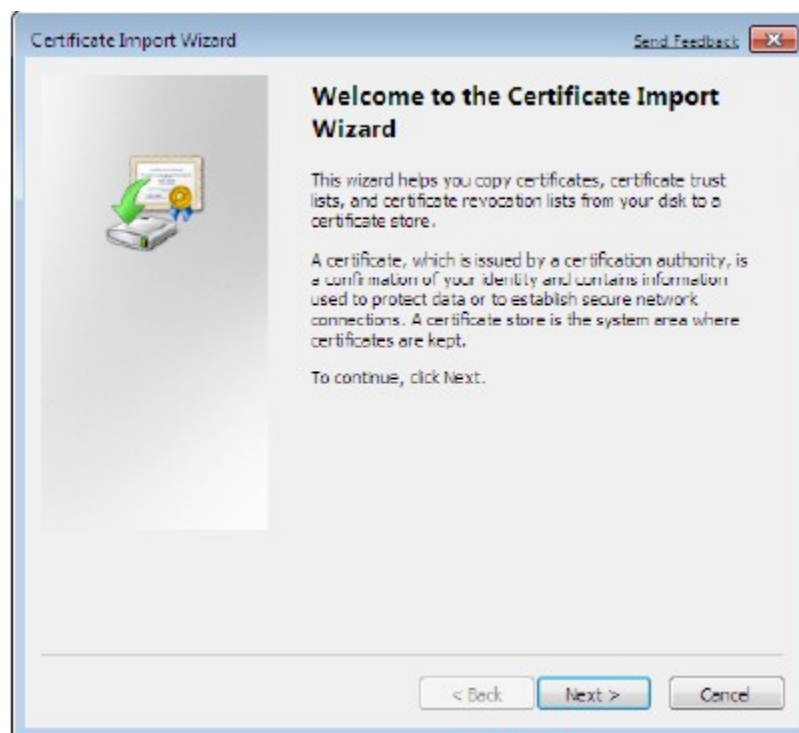 Certificate Import Wizard
Send Feedback
Welcome to the Certificate Import
Wizard
This wizard helps you copy certificates, certificate trust
lists, and certificate revocation lists from your disk to a
certificate store.
A certificate, which is issued by a certification authority, is
a confirmation of your identity and contains information
used to protect data or to establish secure network
connections. A certificate store is the system area where
certificates are kept.
To continue, click Next.
< Back
Next >
Cancel